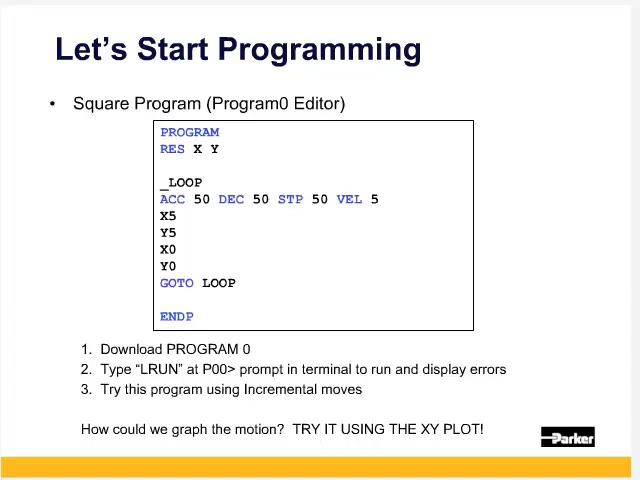 Let's Start Programming
• Square Program (Program0 Editor)
PROGRAM
RES X Y
_LOOP
ACC 50 DEC 50 STP 50 VEL 5
X5
Y5
X0
Y0
GOTO LOOP
ENDP
1. Download PROGRAM 0
2. Type “LRUN” at P00> prompt in terminal to run and display errors
3. Try this program using Incremental moves
How could we graph the motion? TRY IT USING THE XY PLOT!
Parker